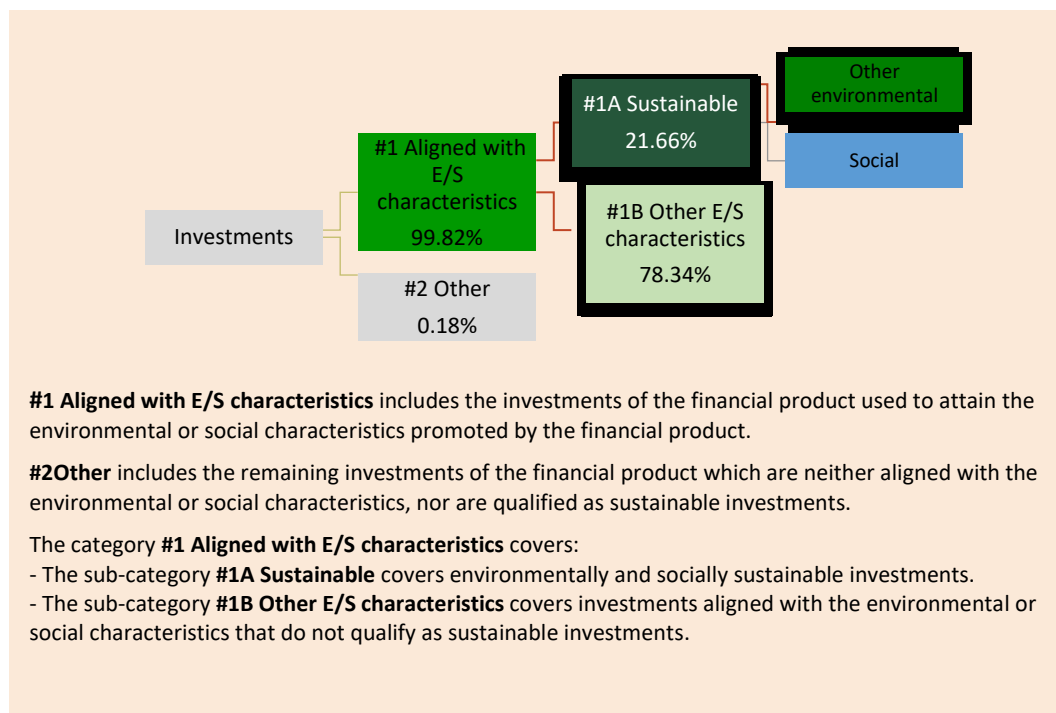 Investments
#1 Aligned with
E/S
characteristics
99.82%
#2 Other
0.18%
#1A Sustainable
21.66%
#1B Other E/S
characteristics
78.34%
Other
environmental
Social
#1 Aligned with E/S characteristics includes the investments of the financial product used to attain the
environmental or social characteristics promoted by the financial product.
#2Other includes the remaining investments of the financial product which are neither aligned with the
environmental or social characteristics, nor are qualified as sustainable investments.
The category #1 Aligned with E/S characteristics covers:
- The sub-category #1A Sustainable covers environmentally and socially sustainable investments.
- The sub-category #1B Other E/S characteristics covers investments aligned with the environmental or
social characteristics that do not qualify as sustainable investments.